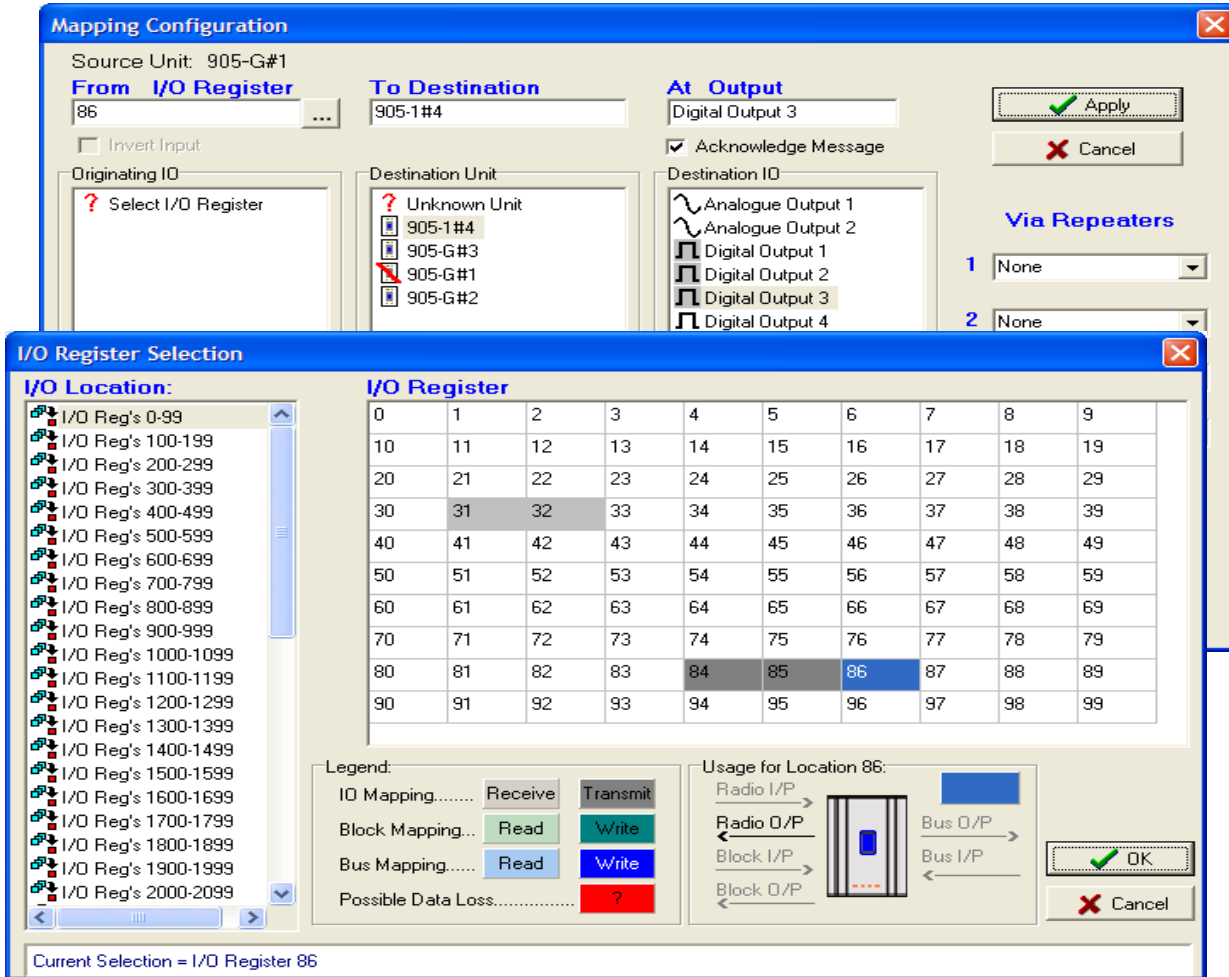 Mapping Configuration
Source Unit: 905-G#1
From I/O Register
To Destination
At Output
86
...
905-1#4
Digital Output 3
Apply
Invert Input
Acknowledge Message
Cancel
Originating IO
Destination Unit
Destination IO
? Select I/O Register
? Unknown Unit
905-1#4
905-G#3
905-G#1
905-G#2
Analogue Output 1
Analogue Output 2
Digital Output 1
Digital Output 2
Digital Output 3
Digital Output 4
Via Repeaters
1 None
2 None
I/O Register Selection
I/O Location:
I/O Reg's 0-99
I/O Reg's 100-199
I/O Reg's 200-299
I/O Reg's 300-399
I/O Reg's 400-499
I/O Reg's 500-599
I/O Reg's 600-699
I/O Reg's 700-799
I/O Reg's 800-899
I/O Reg's 900-999
I/O Reg's 1000-1099
I/O Reg's 1100-1199
I/O Reg's 1200-1299
I/O Reg's 1300-1399
I/O Reg's 1400-1499
I/O Reg's 1500-1599
I/O Reg's 1600-1699
I/O Reg's 1700-1799
I/O Reg's 1800-1899
I/O Reg's 1900-1999
I/O Reg's 2000-2099
I/O Register
0 1 2 3 4 5 6 7 8 9
10 11 12 13 14 15 16 17 18 19
20 21 22 23 24 25 26 27 28 29
30 31 32 33 34 35 36 37 38 39
40 41 42 43 44 45 46 47 48 49
50 51 52 53 54 55 56 57 58 59
60 61 62 63 64 65 66 67 68 69
70 71 72 73 74 75 76 77 78 79
80 81 82 83 84 85 86 87 88 89
90 91 92 93 94 95 96 97 98 99
Legend:
IO Mapping........ Receive Transmit
Block Mapping... Read Write
Bus Mapping...... Read Write
Possible Data Loss................ ?
Usage for Location 86:
Radio I/P
Radio O/P
Block I/P
Block O/P
Bus O/P
Bus I/P
OK
Cancel
Current Selection = I/O Register 86